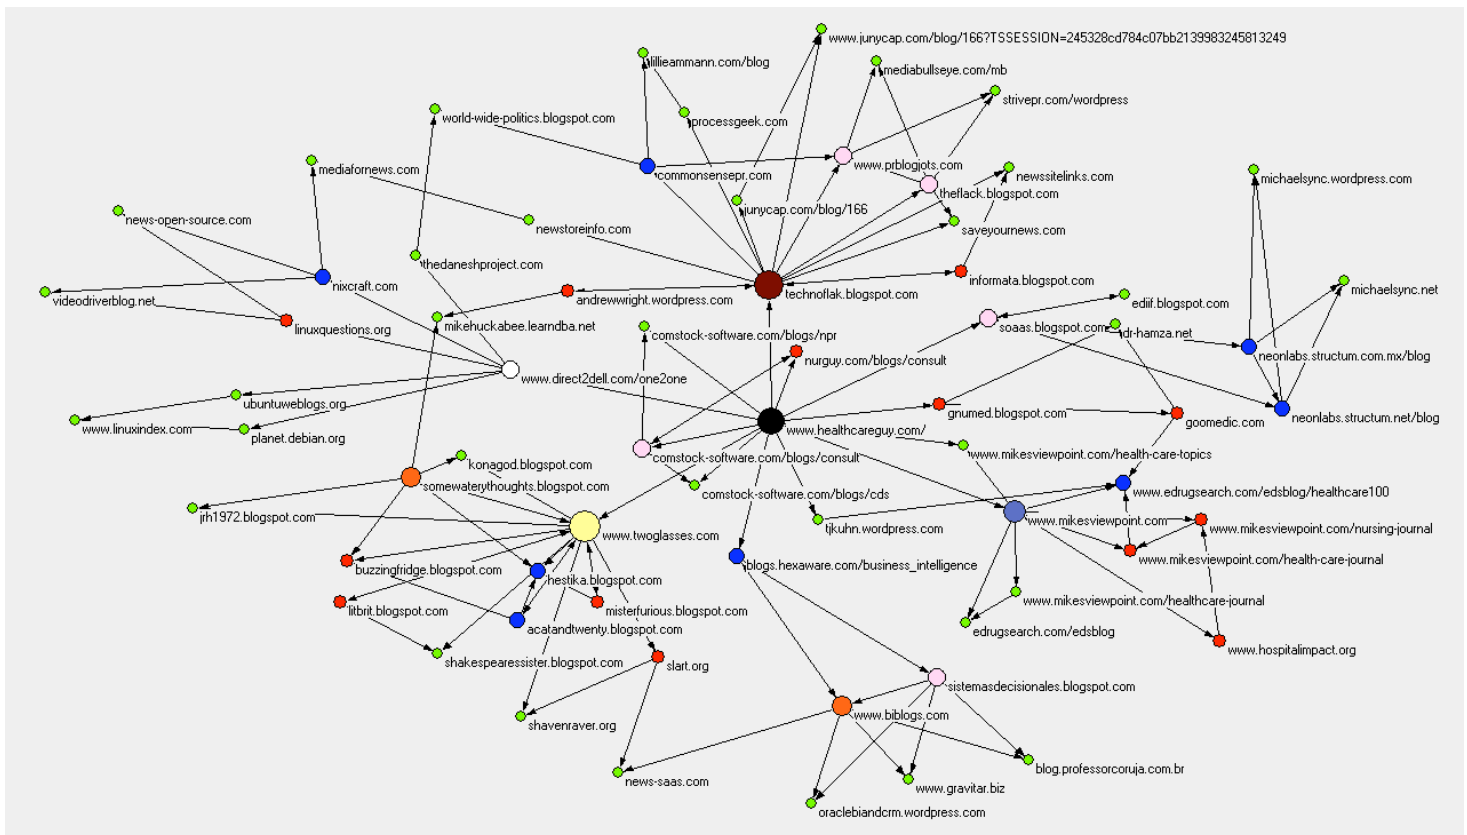 www.junycap.com/blog/166?TSSESSION=245328cd784c07bb2139983245813249
lillieammann.com/blog
mediabullseye.com/mb
strivepr.com/wordpress
world-wide-politics.blogspot.com
processgeek.com
mediafornews.com
commonsensepr.com
www.prblogjots.com
newssitelinks.com
michaelsync.wordpress.com
theflack.blogspot.com
junycap.com/blog/166
news-open-source.com
newstoreinfo.com
saveyournews.com
thedaneshproject.com
nixcraft.com
informata.blogspot.com
michaelsync.net
technoflak.blogspot.com
andrewwright.wordpress.com
videodriverblog.net
ediif.blogspot.com
linuxquestions.org
mikehuckabee.learndba.net
soaas.blogspot.com
dr-hamza.net
comstock-software.com/blogs/npr
neonlabs.structum.com.mx/blog
nurguy.com/blogs/consult
www.direct2dell.com/one2one
ubuntuweblogs.org
gnumed.blogspot.com
neonlabs.structum.net/blog
goomedic.com
www.linuxindex.com
planet.debian.org
www.healthcareguy.com/
www.mikesviewpoint.com/health-care-topics
comstock-software.com/blogs/consult
konagod.blogspot.com
somewaterythoughts.blogspot.com
www.edrugsearch.com/edsblog/healthcare100
comstock-software.com/blogs/cds
jrh1972.blogspot.com
www.mikesviewpoint.com
tjkuhn.wordpress.com
www.mikesviewpoint.com/nursing-journal
www.twoglasses.com
www.mikesviewpoint.com/health-care-journal
buzzingfridge.blogspot.com
blogs.hexaware.com/business_intelligence
hestika.blogspot.com
www.mikesviewpoint.com/healthcare-journal
litbrit.blogspot.com
misterfurious.blogspot.com
acatandtwenty.blogspot.com
edrugsearch.com/edsblog
www.hospitalimpact.org
shakespearessister.blogspot.com
slart.org
sistemasdecisionales.blogspot.com
www.biblogs.com
shavenraver.org
blog.professorcoruja.com.br
news-saas.com
www.gravitar.biz
oraclebiandcrm.wordpress.com